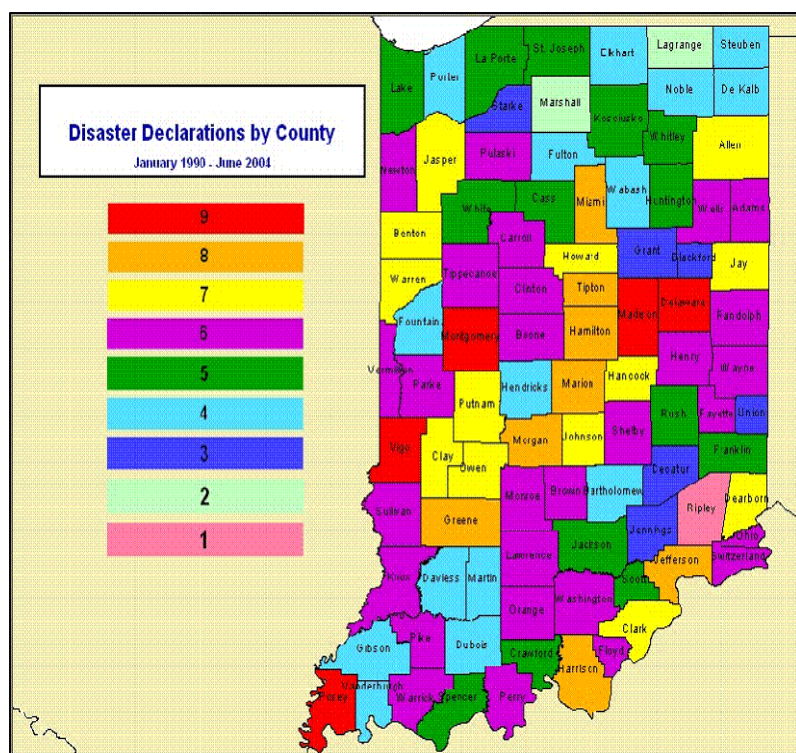 Disaster Declarations by County
January 1990 - June 2004
9
8
7
6
5
4
3
2
1
Lake
Porter
La Porte
St. Joseph
Elkhart
Lagrange
Steuben
Noble
De Kalb
Starke
Marshall
Kosciusko
Whitley
Allen
Newton
Jasper
Pulaski
Fulton
Wabash
Huntington
Wells
Adams
White
Cass
Miami
Benton
Carroll
Howard
Grant
Blackford
Jay
Warren
Tippecanoe
Clinton
Tipton
Madison
Delaware
Randolph
Fountain
Montgomery
Boone
Hamilton
Henry
Wayne
Vermillion
Parke
Putnam
Hendricks
Marion
Hancock
Rush
Fayette
Union
Vigo
Clay
Owen
Morgan
Johnson
Shelby
Decatur
Franklin
Sullivan
Greene
Monroe
Brown
Bartholomew
Jennings
Ripley
Dearborn
Ohio
Switzerland
Knox
Daviess
Martin
Lawrence
Jackson
Scott
Jefferson
Gibson
Pike
Dubois
Orange
Washington
Clark
Posey
Vanderburgh
Warrick
Spencer
Perry
Crawford
Harrison
Floyd